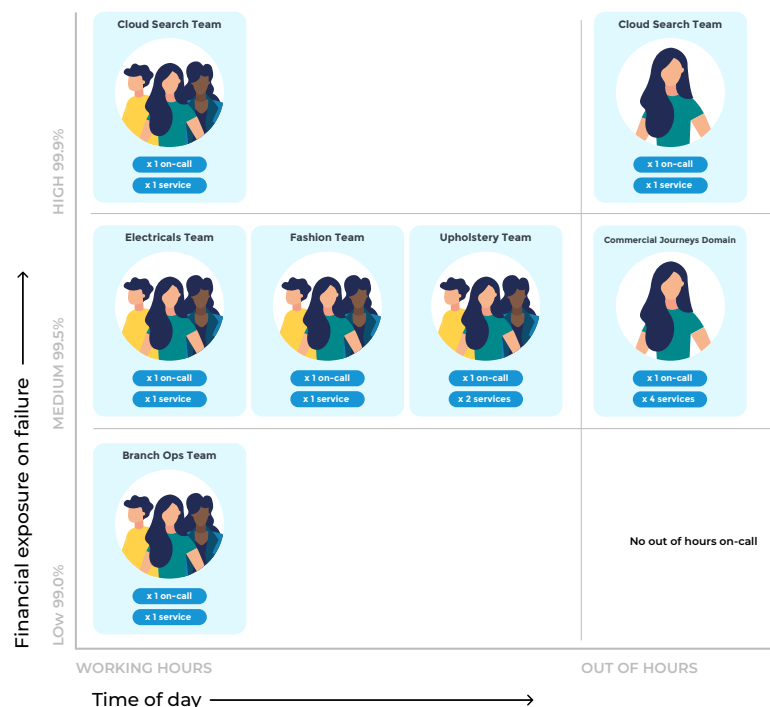 Cloud Search Team
x 1 on-call
x 1 service
Cloud Search Team
x 1 on-call
x 1 service
HIGH 99.9%
Electricals Team
x 1 on-call
x 1 service
Fashion Team
x 1 on-call
x 1 service
Upholstery Team
x 1 on-call
x 2 services
Commercial Journeys Domain
x 1 on-call
x 4 services
MEDIUM 99.5%
Branch Ops Team
x 1 on-call
x 1 service
No out of hours on-call
LOw 99.0%
Financial exposure on failure
WORKING HOURS
OUT OF HOURS
Time of day